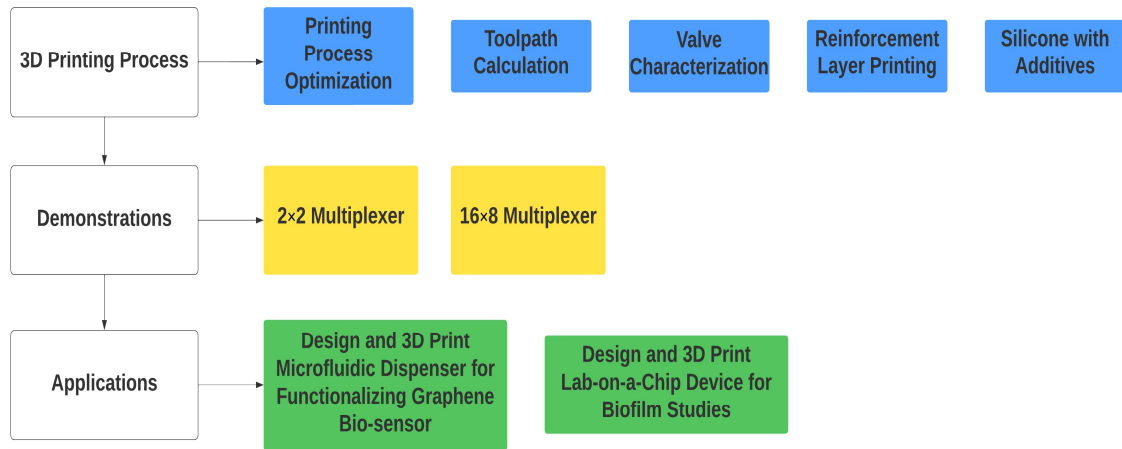 3D Printing Process
Printing
Process
Optimization
Toolpath
Calculation
Valve
Characterization
Reinforcement
Layer Printing
Silicone with
Additives
Demonstrations
2×2 Multiplexer
16×8 Multiplexer
Applications
Design and 3D Print
Microfluidic Dispenser for
Functionalizing Graphene
Bio-sensor
Design and 3D Print
Lab-on-a-Chip Device for
Biofilm Studies